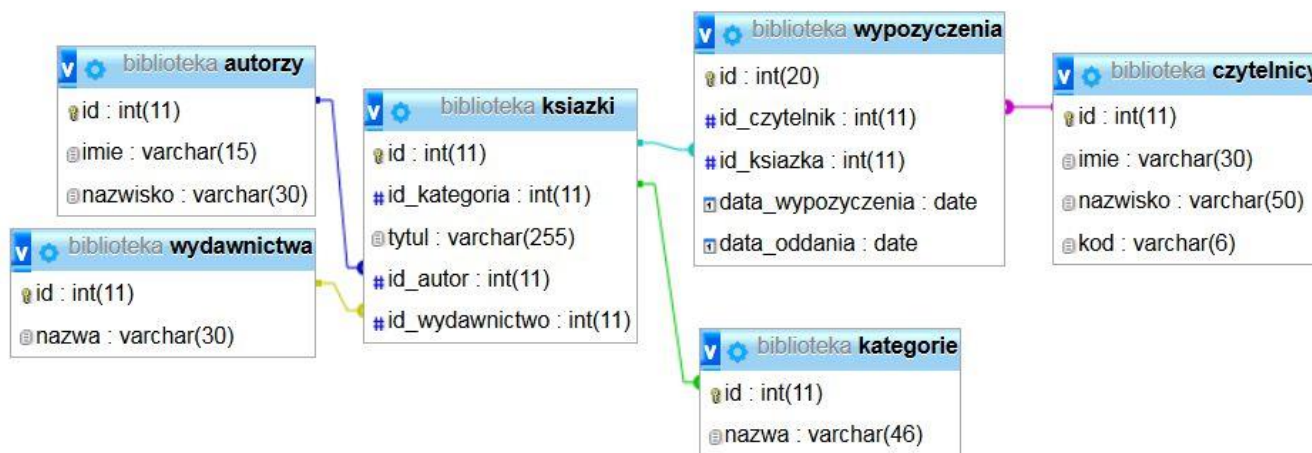 biblioteka autorzy
id : int(11)
imie : varchar(15)
nazwisko : varchar(30)
biblioteka wydawnictwa
id : int(11)
nazwa : varchar(30)
biblioteka ksiazki
id : int(11)
# id_kategoria : int(11)
tytul : varchar(255)
# id_autor : int(11)
# id_wydawnictwo : int(11)
biblioteka wypozyczenia
id : int(20)
# id_czytelnik : int(11)
# id_ksiazka : int(11)
data_wypozyczenia : date
data_oddania : date
biblioteka kategorie
id : int(11)
nazwa : varchar(46)
biblioteka czytelnicy
id : int(11)
imie : varchar(30)
nazwisko : varchar(50)
kod : varchar(6)